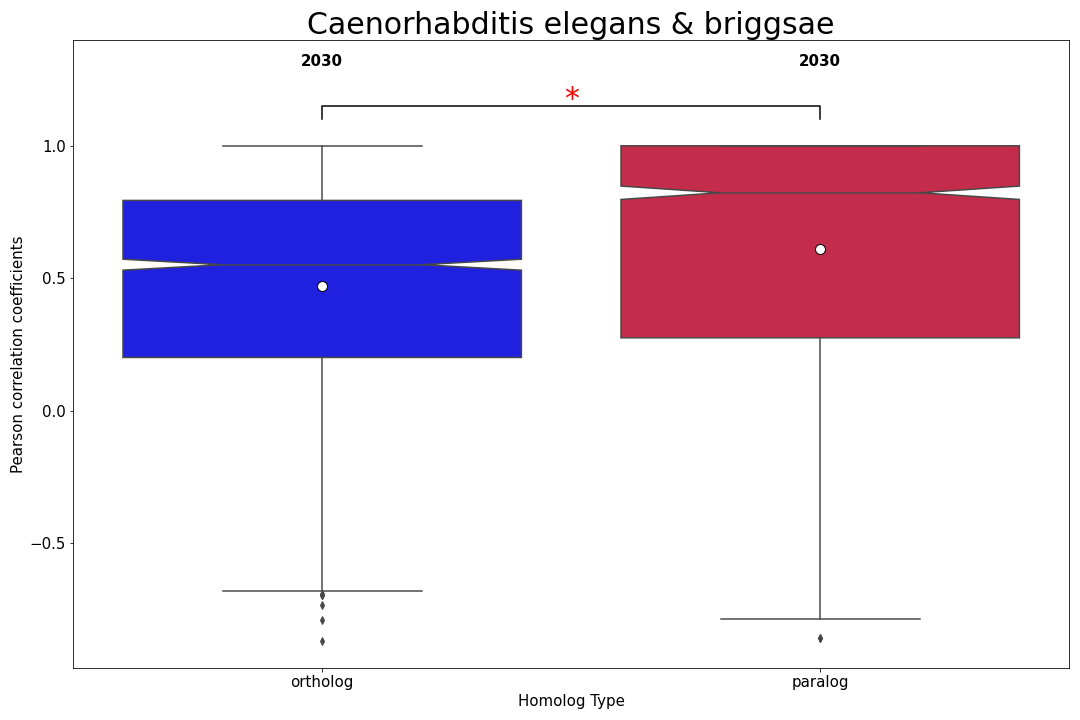 Caenorhabditis elegans & briggsae
2030 2030
*
1.0
0.5
0.0
−0.5
Pearson correlation coefficients
ortholog paralog
Homolog Type